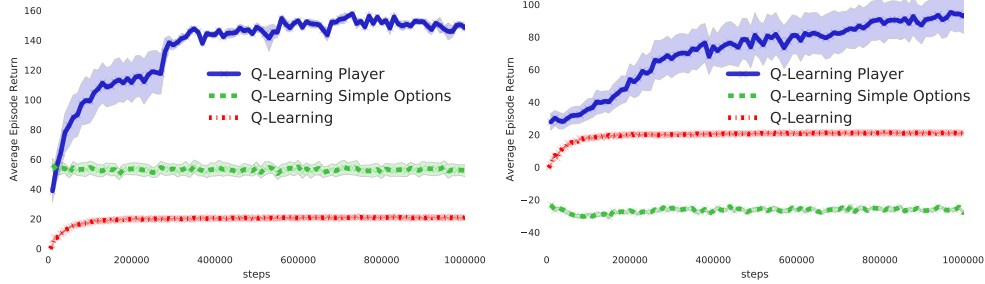 160
140
120
100
80
60
40
20
0
Average Episode Return
Q-Learning Player
Q-Learning Simple Options
Q-Learning
0 200000 400000 600000 800000 1000000
steps
100
80
60
40
20
0
−20
−40
Average Episode Return
Q-Learning Player
Q-Learning Simple Options
Q-Learning
0 200000 400000 600000 800000 1000000
steps